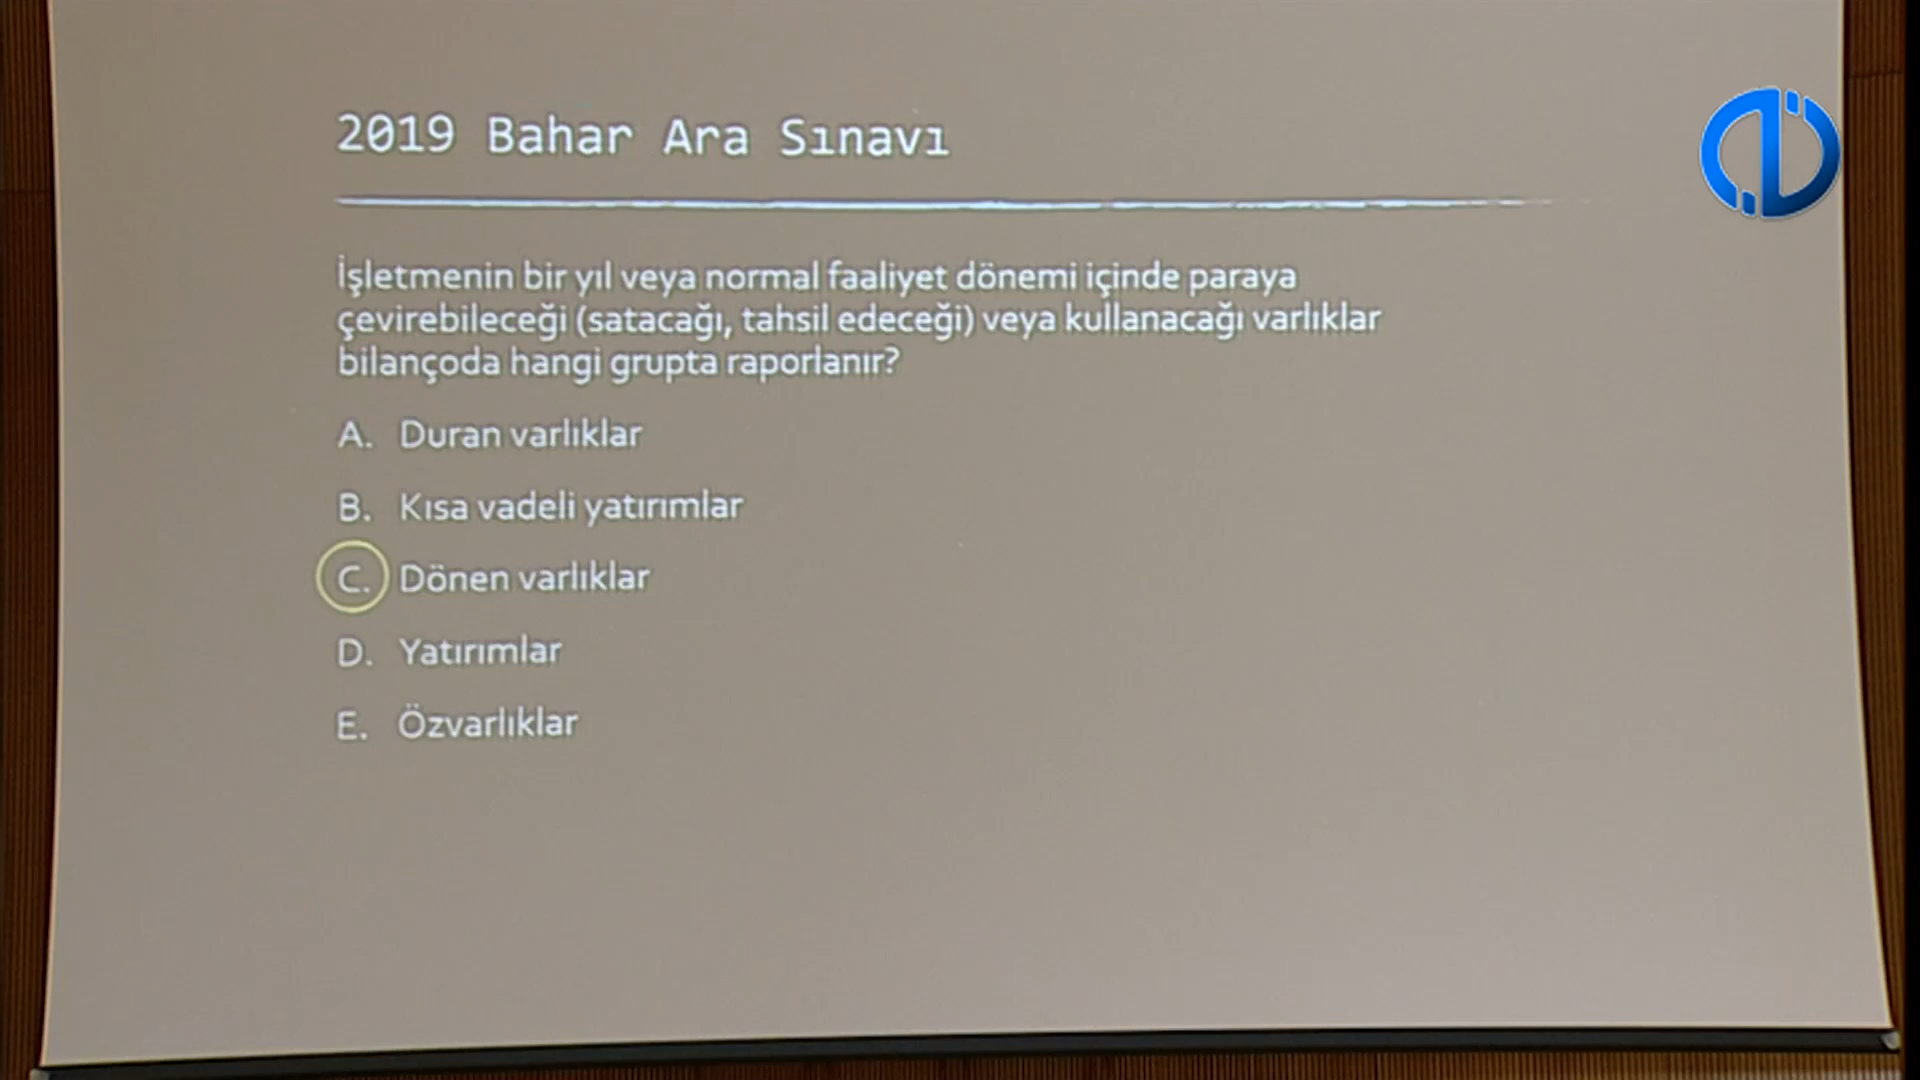 2019 Bahar Ara Sınavı
İşletmenin bir yıl veya normal faaliyet dönemi içinde paraya
çevirebileceği (satacağı, tahsil edeceği) veya kullanacağı varlıklar
bilançoda hangi grupta raporlanır?
A. Duran varlıklar
B. Kısa vadeli yatırımlar
C. Dönen varlıklar
D. Yatırımlar
E. Özvarlıklar